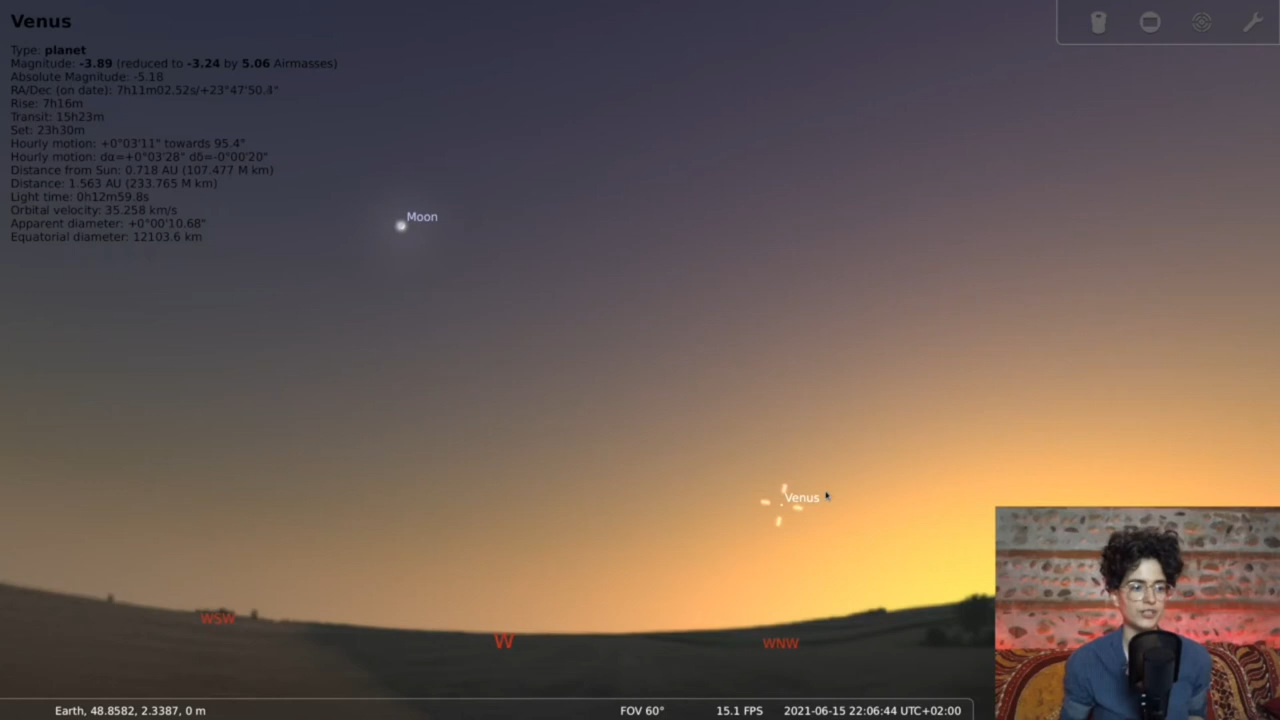 Venus
Type: planet
Magnitude: -3.89 (reduced to -3.24 by 5.06 Airmasses)
Absolute Magnitude: -5.18
RA/Dec (on date): 7h11m02.52s/+23°47'50.4"
Rise: 7h16m
Transit: 15h23m
Set: 23h30m
Hourly motion: +0°03'11" towards 95.4°
Hourly motion: dα=+0°03'28" dδ=-0°00'20"
Distance from Sun: 0.718 AU (107.477 M km)
Distance: 1.563 AU (233.765 M km)
Light time: 0h12m59.8s
Orbital velocity: 35.258 km/s
Apparent diameter: +0°00'10.68"
Equatorial diameter: 12103.6 km
Moon
Venus
WSW
W
WNW
Earth, 48.8582, 2.3387, 0 m
FOV 60°
15.1 FPS
2021-06-15 22:06:44 UTC+02:00